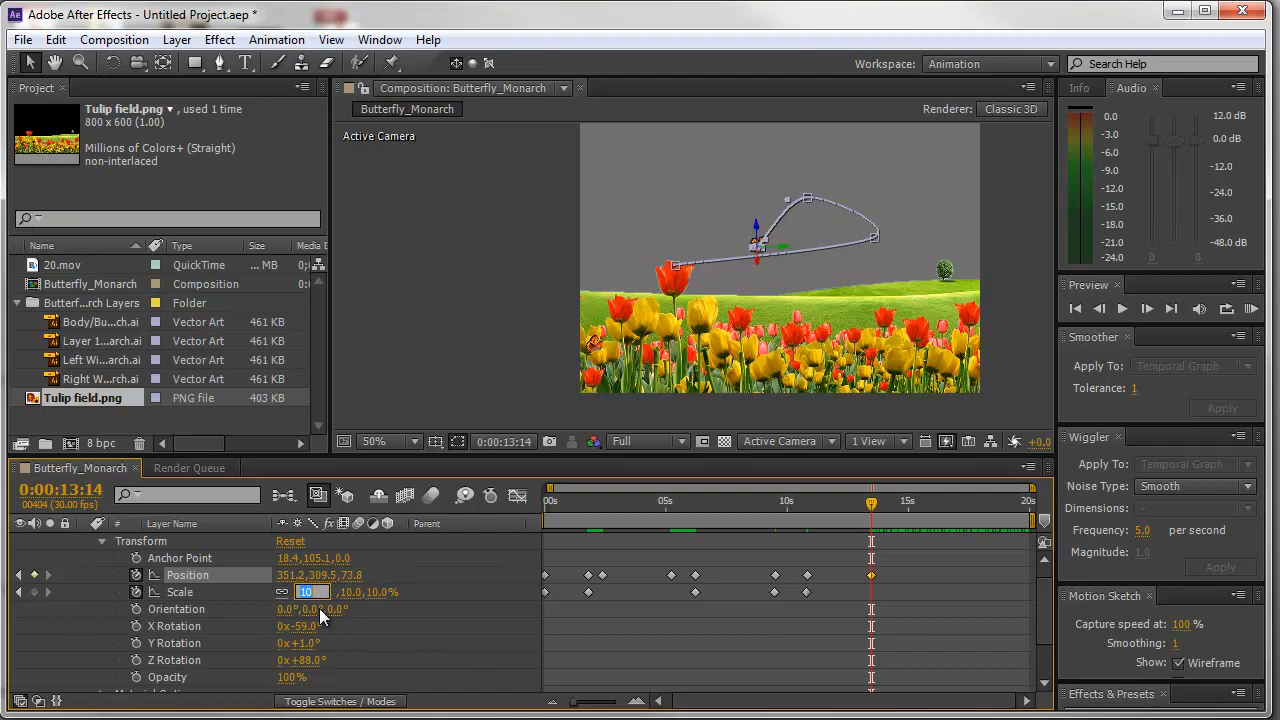 Adobe After Effects - Untitled Project.aep *
File Edit Composition Layer Effect Animation View Window Help
Workspace: Animation Search Help
Project
Composition: Butterfly_Monarch
Info Audio
Tulip field.png , used 1 time
800 x 600 (1.00)
Millions of Colors+ (Straight)
non-interlaced
Butterfly_Monarch
Renderer: Classic 3D
Active Camera
0.0
-3.0
-6.0
-9.0
-12.0
-15.0
-18.0
-21.0
-24.0
12.0 dB
0.0 dB
-12.0
-24.0
-36.0
-48.0 dB
0 0 0
Name Type Size Media D
20.mov QuickTime ... MB 0;
Butterfly_Monarch Composition 0:
Butterf...rch Layers Folder
Body/Bu...ch.ai Vector Art 461 KB
Layer 1...arch.ai Vector Art 461 KB
Left Wi...arch.ai Vector Art 461 KB
Right W...rch.ai Vector Art 461 KB
Tulip field.png PNG file 403 KB
8 bpc
50% 0:00:13:14 Full Active Camera 1 View +0.0
Preview
Smoother
Apply To: Temporal Graph
Tolerance: 1
Apply
Wiggler
Apply To: Temporal Graph
Noise Type: Smooth
Dimensions: -
Frequency: 5.0 per second
Magnitude: 1.0
Apply
Motion Sketch
Capture speed at: 100 %
Smoothing: 1
Show: Wireframe
Effects & Presets
Butterfly_Monarch Render Queue
0:00:13:14
00404 (30.00 fps)
:00s 05s 10s 15s 20s
# Layer Name Parent
Transform Reset
Anchor Point 18.4,105.1,0.0
Position 351.2,309.5,73.8
Scale 10 ,10.0,10.0%
Orientation 0.0°,0.0°,0.0°
X Rotation 0x-59.0°
Y Rotation 0x+1.0°
Z Rotation 0x+88.0°
Opacity 100%
Toggle Switches / Modes